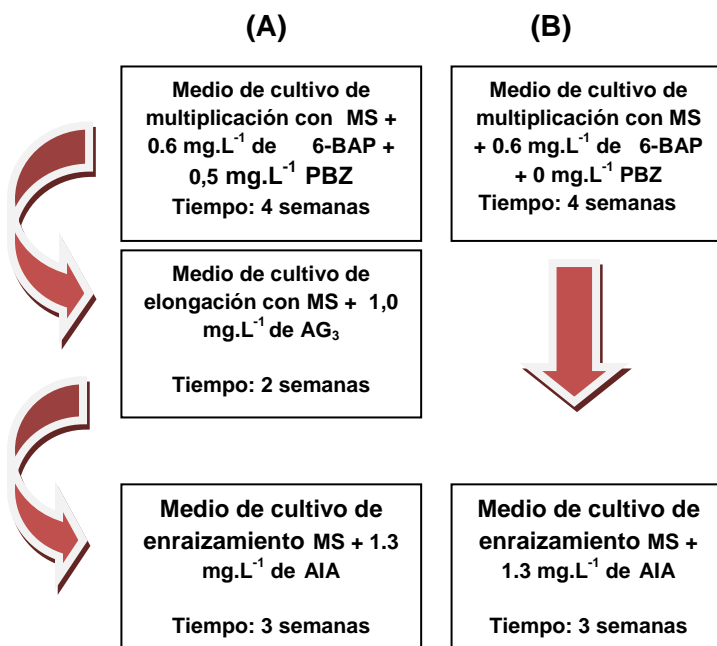 (A)
Medio de cultivo de
multiplicación con MS +
0.6 mg.L⁻¹ de 6-BAP +
0,5 mg.L⁻¹ PBZ
Tiempo: 4 semanas
Medio de cultivo de
elongación con MS + 1,0
mg.L⁻¹ de AG₃
Tiempo: 2 semanas
Medio de cultivo de
enraizamiento MS + 1.3
mg.L⁻¹ de AIA
Tiempo: 3 semanas
(B)
Medio de cultivo de
multiplicación con MS
+ 0.6 mg.L⁻¹ de 6-BAP
+ 0 mg.L⁻¹ PBZ
Tiempo: 4 semanas
Medio de cultivo de
enraizamiento MS +
1.3 mg.L⁻¹ de AIA
Tiempo: 3 semanas